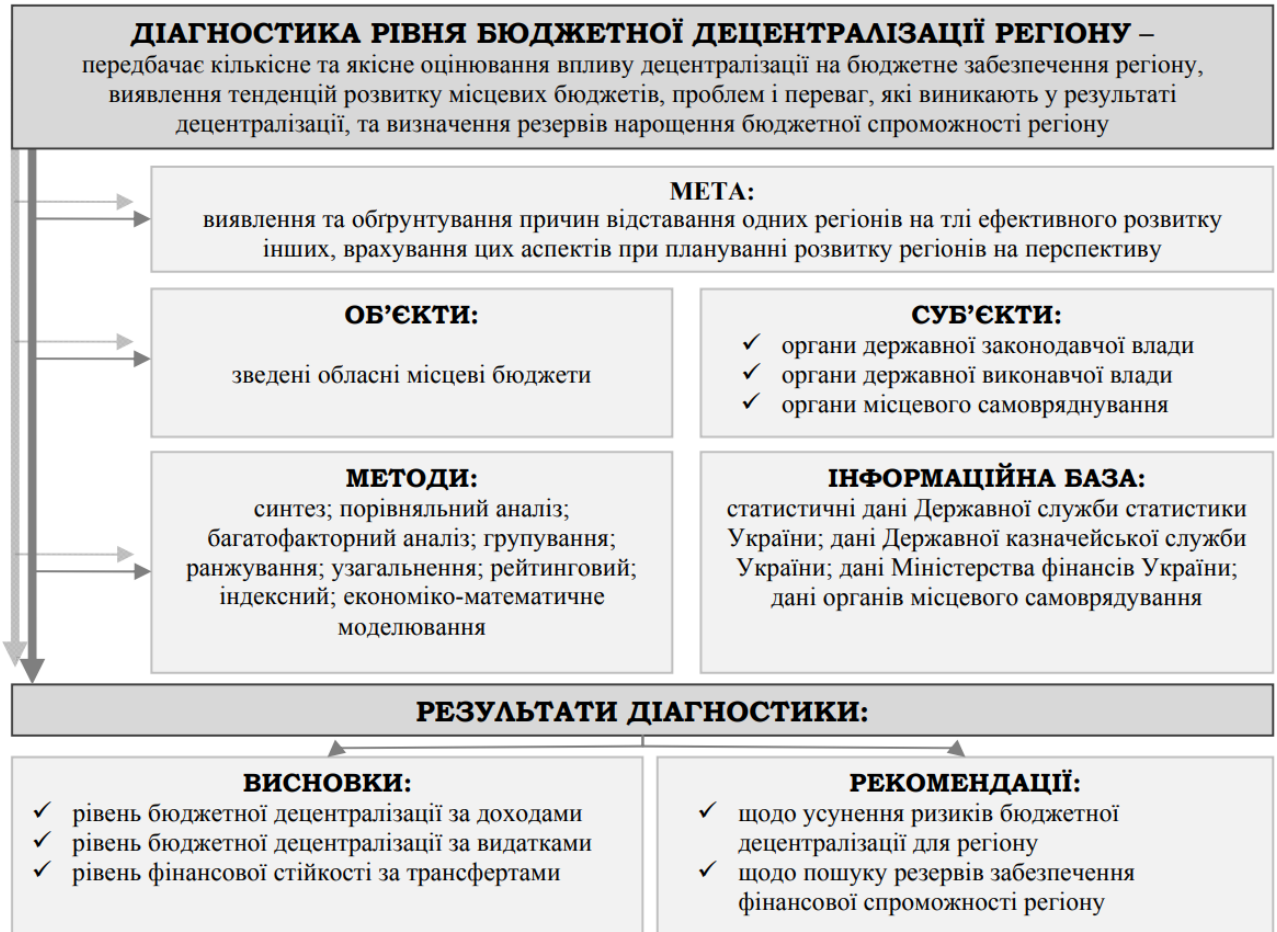 ДІАГНОСТИКА РІВНЯ БЮДЖЕТНОЇ ДЕЦЕНТРАЛІЗАЦІЇ РЕГІОНУ –
передбачає кількісне та якісне оцінювання впливу децентралізації на бюджетне забезпечення регіону,
виявлення тенденцій розвитку місцевих бюджетів, проблем і переваг, які виникають у результаті
децентралізації, та визначення резервів нарощення бюджетної спроможності регіону
МЕТА:
виявлення та обґрунтування причин відставання одних регіонів на тлі ефективного розвитку
інших, врахування цих аспектів при плануванні розвитку регіонів на перспективу
ОБ’ЄКТИ:
зведені обласні місцеві бюджети
СУБ’ЄКТИ:
✓ органи державної законодавчої влади
✓ органи державної виконавчої влади
✓ органи місцевого самовряднування
МЕТОДИ:
синтез; порівняльний аналіз;
багатофакторний аналіз; групування;
ранжування; узагальнення; рейтинговий;
індексний; економіко-математичне
моделювання
ІНФОРМАЦІЙНА БАЗА:
статистичні дані Державної служби статистики
України; дані Державної казначейської служби
України; дані Міністерства фінансів України;
дані органів місцевого самоврядування
РЕЗУЛЬТАТИ ДІАГНОСТИКИ:
ВИСНОВКИ:
✓ рівень бюджетної децентралізації за доходами
✓ рівень бюджетної децентралізації за видатками
✓ рівень фінансової стійкості за трансфертами
РЕКОМЕНДАЦІЇ:
✓ щодо усунення ризиків бюджетної
децентралізації для регіону
✓ щодо пошуку резервів забезпечення
фінансової спроможності регіону